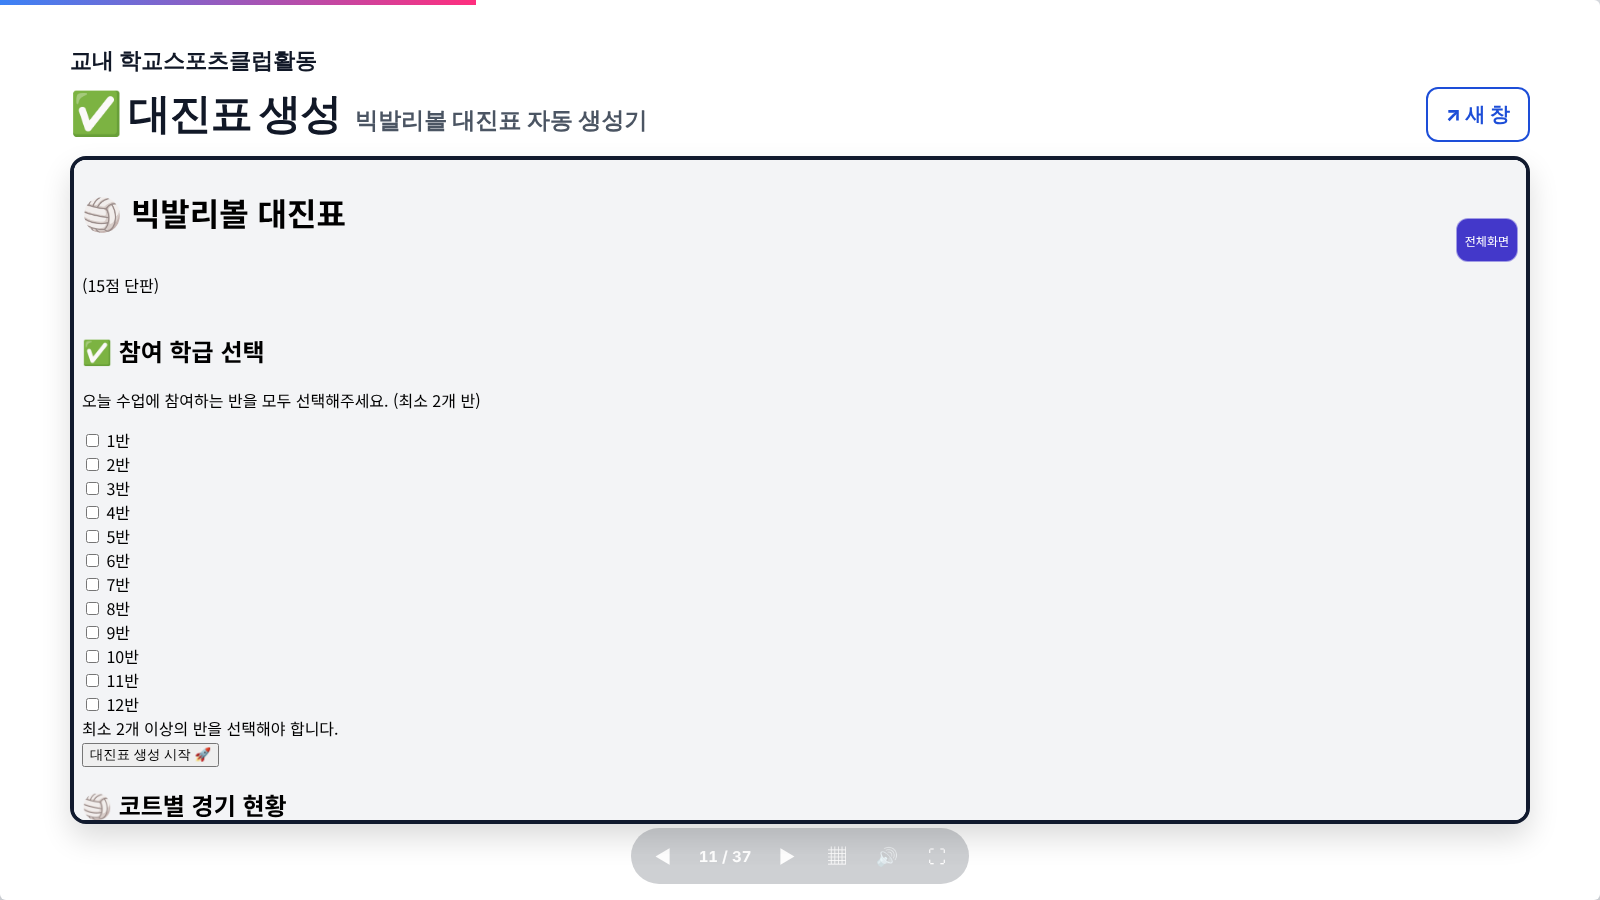 교내 학교스포츠클럽활동
✅ 대진표 생성 빅발리볼 대진표 자동 생성기
↗ 새 창
🏐 빅발리볼 대진표
전체화면
(15점 단판)
✅ 참여 학급 선택
오늘 수업에 참여하는 반을 모두 선택해주세요. (최소 2개 반)
1반
2반
3반
4반
5반
6반
7반
8반
9반
10반
11반
12반
최소 2개 이상의 반을 선택해야 합니다.
대진표 생성 시작 🚀
🏐 코트별 경기 현황
◀ 11 / 37 ▶